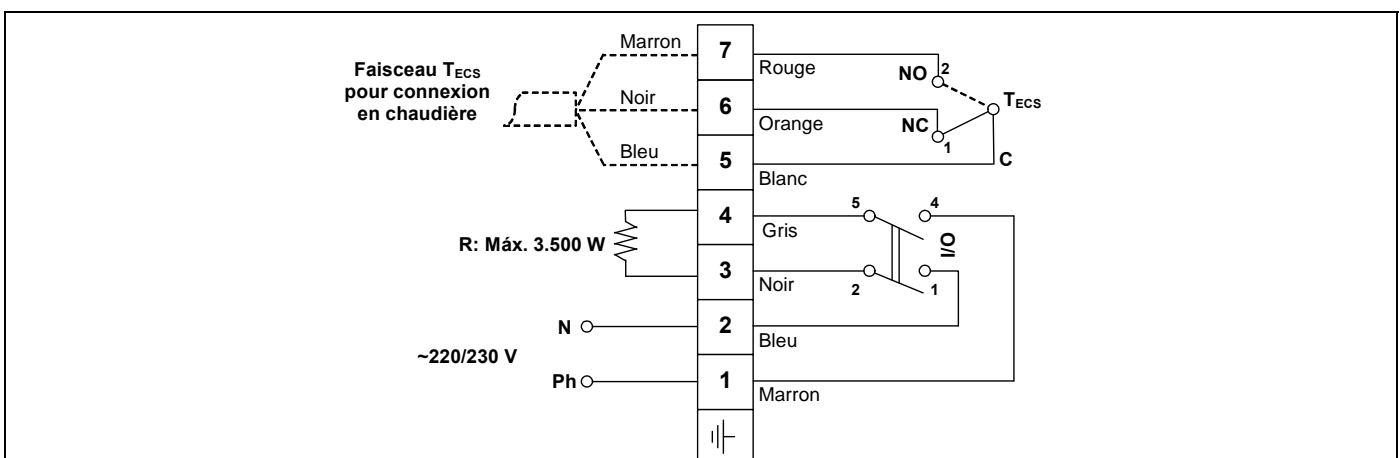 Faisceau TECS
pour connexion
en chaudière
Marron
Noir
Bleu
7
6
5
4
3
2
1
Rouge
Orange
Blanc
Gris
Noir
Bleu
Marron
NO
2
NC
1
TECS
C
R: Máx. 3.500 W
5
4
2
1
I/O
N
~220/230 V
Ph